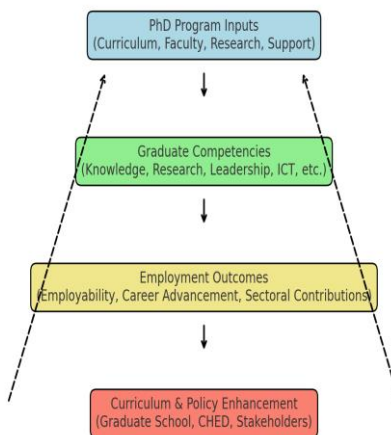 PhD Program Inputs
(Curriculum, Faculty, Research, Support)
Graduate Competencies
(Knowledge, Research, Leadership, ICT, etc.)
Employment Outcomes
(Employability, Career Advancement, Sectoral Contributions)
Curriculum & Policy Enhancement
(Graduate School, CHED, Stakeholders)